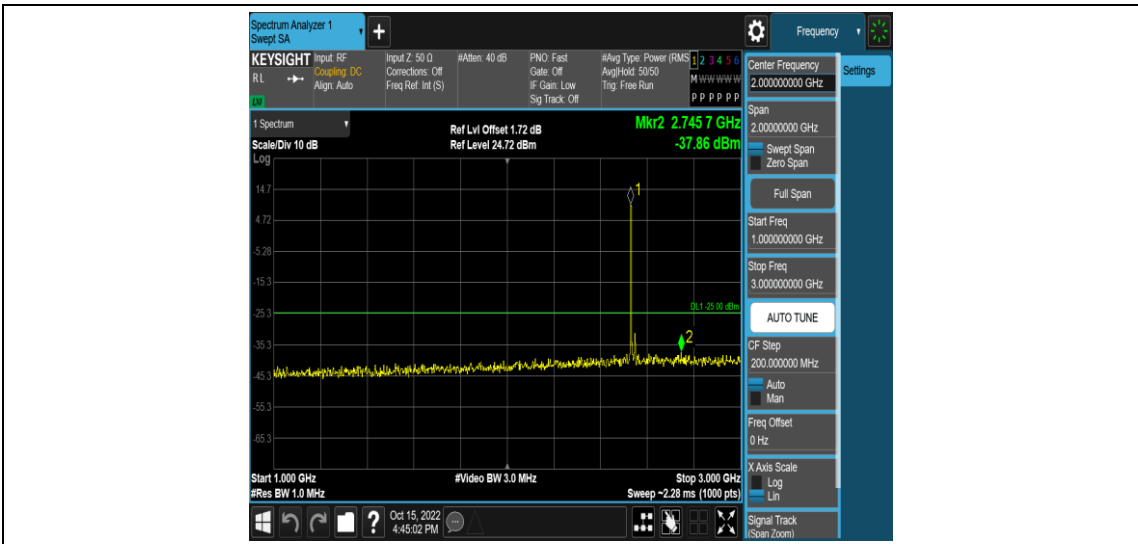 Spectrum Analyzer 1
Swept SA
+
Frequency
KEYSIGHT
RL
LXI
Input: RF
Coupling: DC
Align: Auto
Input Z: 50 Ω
Corrections: Off
Freq Ref: Int (S)
#Atten: 40 dB
PNO: Fast
Gate: Off
IF Gain: Low
Sig Track: Off
#Avg Type: Power (RMS
Avg|Hold: 50/50
Trig: Free Run
1 2 3 4 5 6
M W W W W W
P P P P P P
Center Frequency
2.000000000 GHz
Settings
1 Spectrum
Scale/Div 10 dB
Log
Ref Lvl Offset 1.72 dB
Ref Level 24.72 dBm
Mkr2 2.745 7 GHz
-37.86 dBm
14.7
4.72
-5.28
-15.3
-25.3
-35.3
-45.3
-55.3
-65.3
1
DL1 -25.00 dBm
2
Start 1.000 GHz
#Res BW 1.0 MHz
#Video BW 3.0 MHz
Stop 3.000 GHz
Sweep ~2.28 ms (1000 pts)
Span
2.00000000 GHz
Swept Span
Zero Span
Full Span
Start Freq
1.000000000 GHz
Stop Freq
3.000000000 GHz
AUTO TUNE
CF Step
200.000000 MHz
Auto
Man
Freq Offset
0 Hz
X Axis Scale
Log
Lin
Signal Track
(Span Zoom)
?
Oct 15, 2022
4:45:02 PM